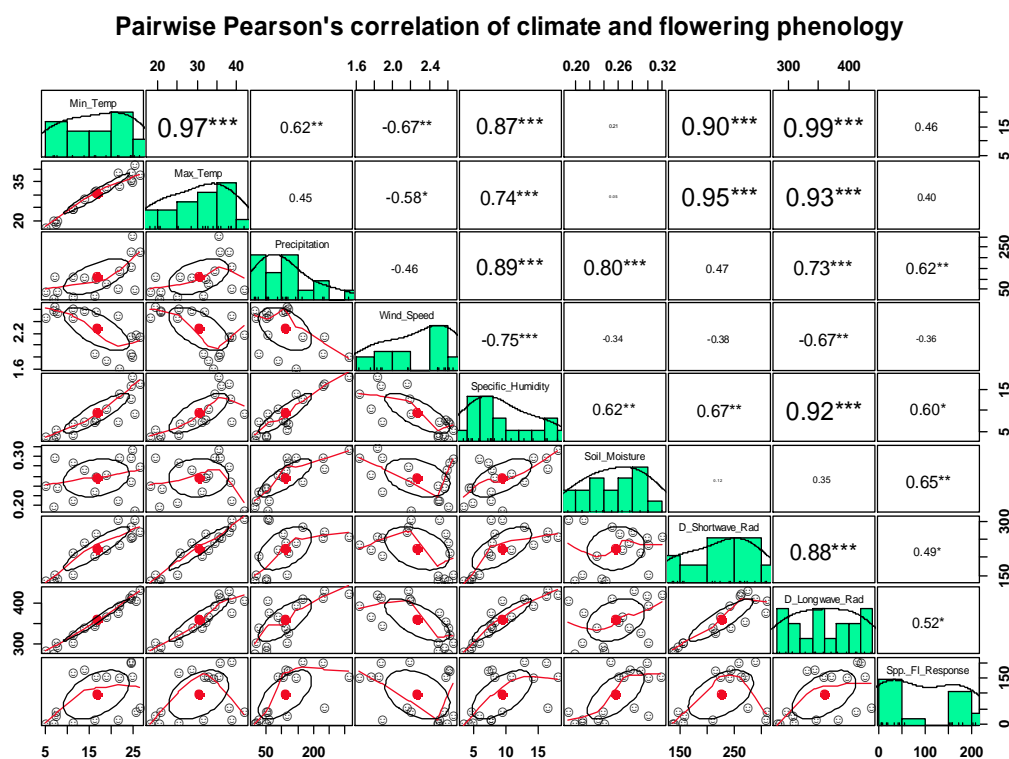 Pairwise Pearson's correlation of climate and flowering phenology
20 30 40 1.6 2.0 2.4 0.20 0.26 0.32 300 400
Min_Temp
0.97*** 0.62** -0.67** 0.87*** 0.21 0.90*** 0.99*** 0.46
15
5
Max_Temp
35
20
0.45 -0.58* 0.74*** 0.95*** 0.93*** 0.40
Precipitation
-0.46 0.89*** 0.80*** 0.47 0.73*** 0.62**
250
50
Wind_Speed
2.2
1.6
-0.75*** -0.34 -0.38 -0.67** -0.36
Specific_Humidity
0.62** 0.67** 0.92*** 0.60*
15
5
Soil_Moisture
0.30
0.20
0.12 0.35 0.65**
D_Shortwave_Rad
0.88*** 0.49*
300
150
D_Longwave_Rad
400
300
0.52*
Spp._Fl_Response
150
0
5 15 25 50 200 5 10 15 150 250 0 100 200